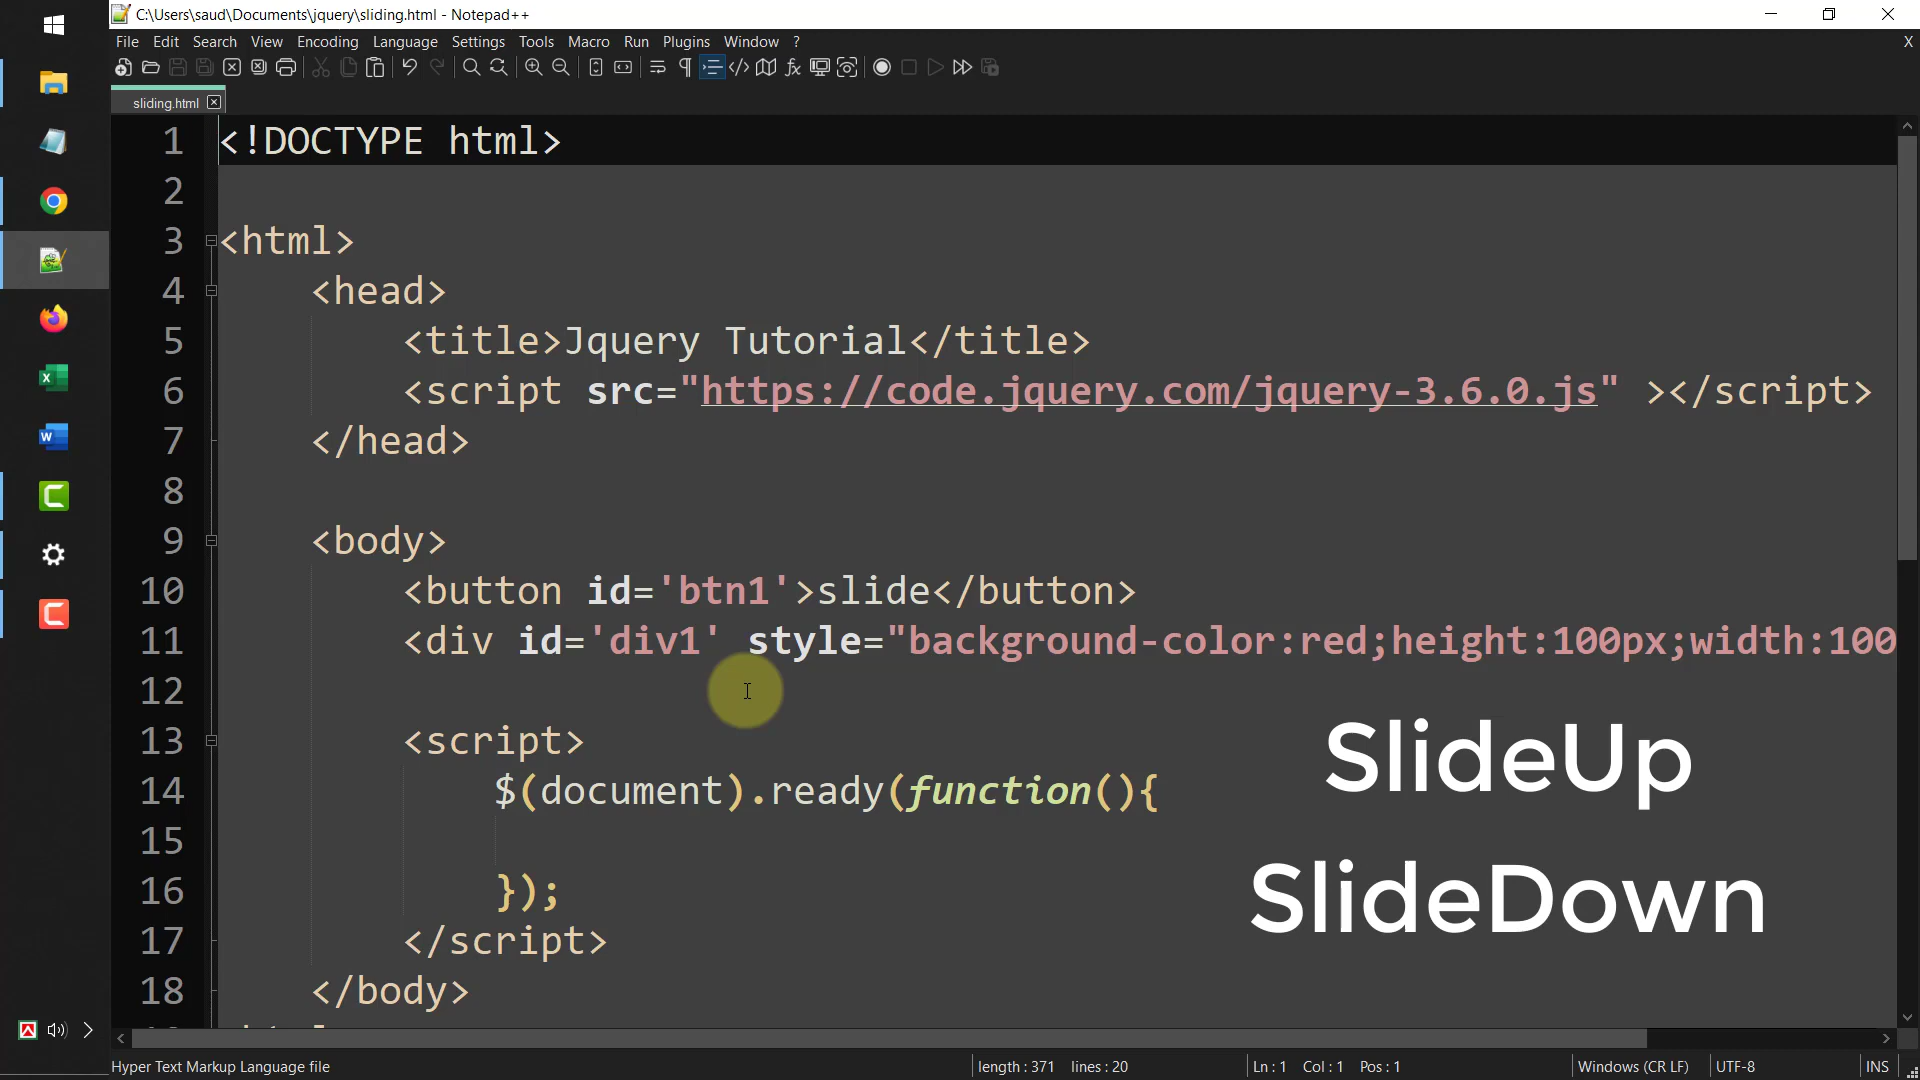 C:\Users\saud\Documents\jquery\sliding.html - Notepad++
File Edit Search View Encoding Language Settings Tools Macro Run Plugins Window ? X
sliding.html
1 <!DOCTYPE html>
2
3 <html>
4 <head>
5 <title>Jquery Tutorial</title>
6 <script src="https://code.jquery.com/jquery-3.6.0.js" ></script>
7 </head>
8
9 <body>
10 <button id='btn1'>slide</button>
11 <div id='div1' style="background-color:red;height:100px;width:100
12
13 <script>
14 $(document).ready(function(){
15
16 });
17 </script>
18 </body>
SlideUp
SlideDown
Hyper Text Markup Language file length : 371 lines : 20 Ln : 1 Col : 1 Pos : 1 Windows (CR LF) UTF-8 INS